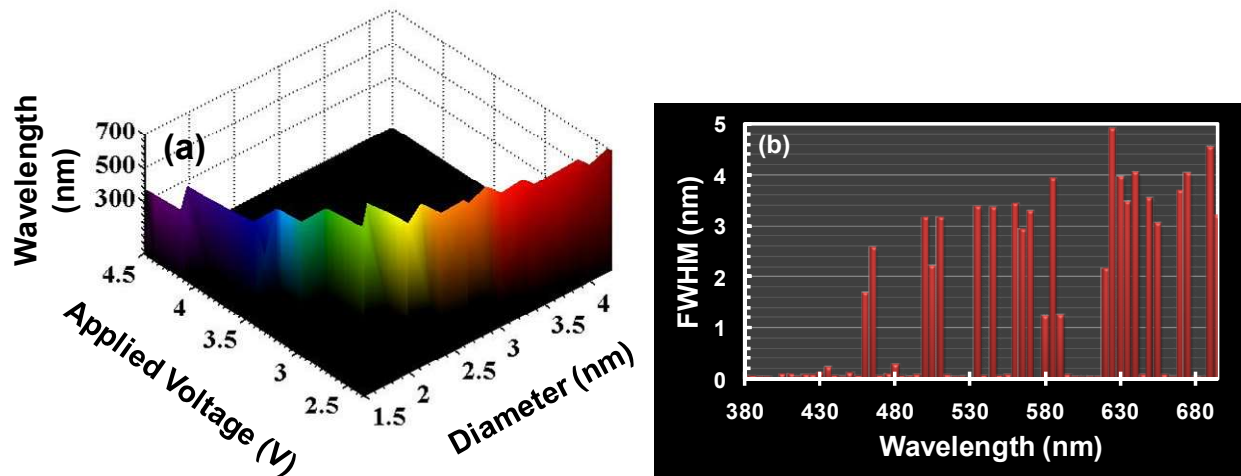 (a)
Wavelength
(nm)
700
500
300
4.5
4
3.5
3
2.5
Applied Voltage (V)
1.5
2
2.5
3
3.5
4
Diameter (nm)
(b)
FWHM (nm)
5
4
3
2
1
0
380 430 480 530 580 630 680
Wavelength (nm)